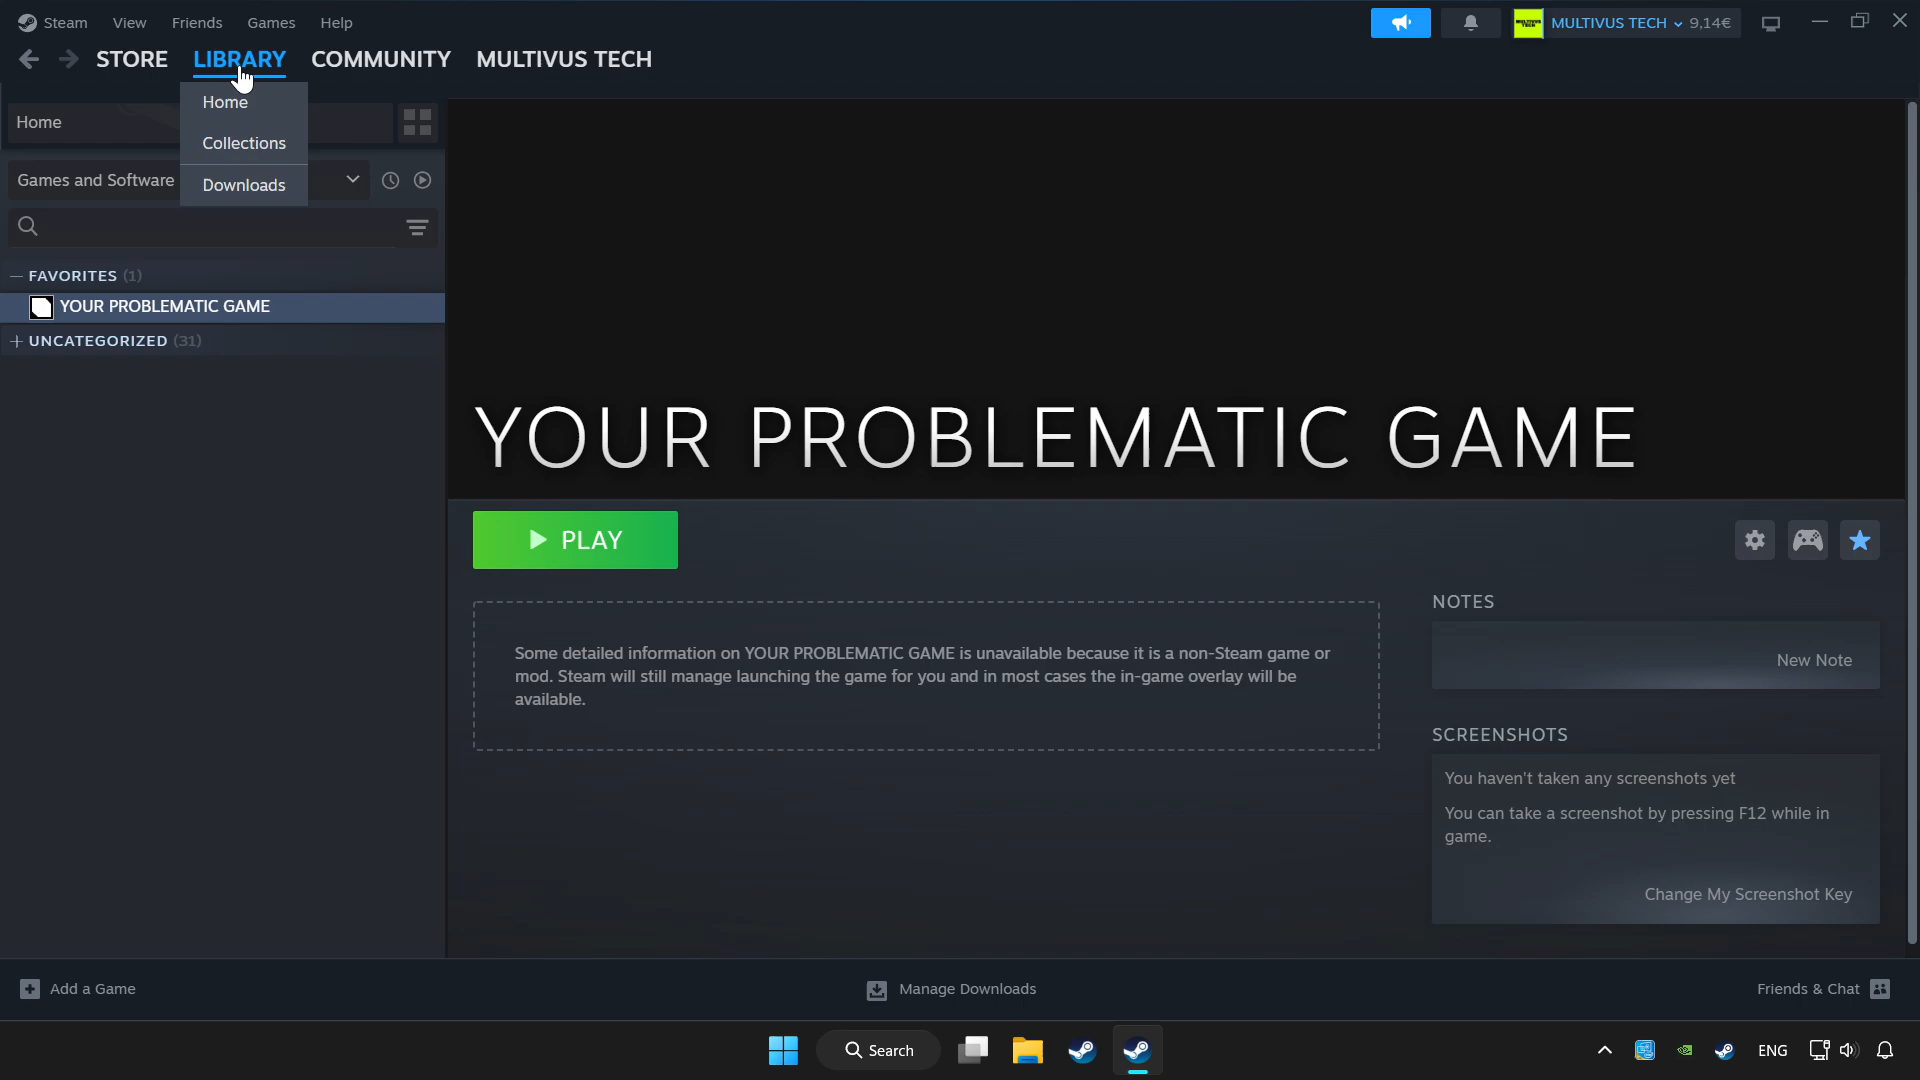 Steam View Friends Games Help
MULTIVUS TECH 9,14€
STORE LIBRARY COMMUNITY MULTIVUS TECH
Home
Collections
Downloads
Home
Games and Software
FAVORITES (1)
YOUR PROBLEMATIC GAME
UNCATEGORIZED (31)
YOUR PROBLEMATIC GAME
PLAY
Some detailed information on YOUR PROBLEMATIC GAME is unavailable because it is a non-Steam game or
mod. Steam will still manage launching the game for you and in most cases the in-game overlay will be
available.
NOTES
New Note
SCREENSHOTS
You haven't taken any screenshots yet
You can take a screenshot by pressing F12 while in
game.
Change My Screenshot Key
Add a Game
Manage Downloads
Friends & Chat
Search
ENG